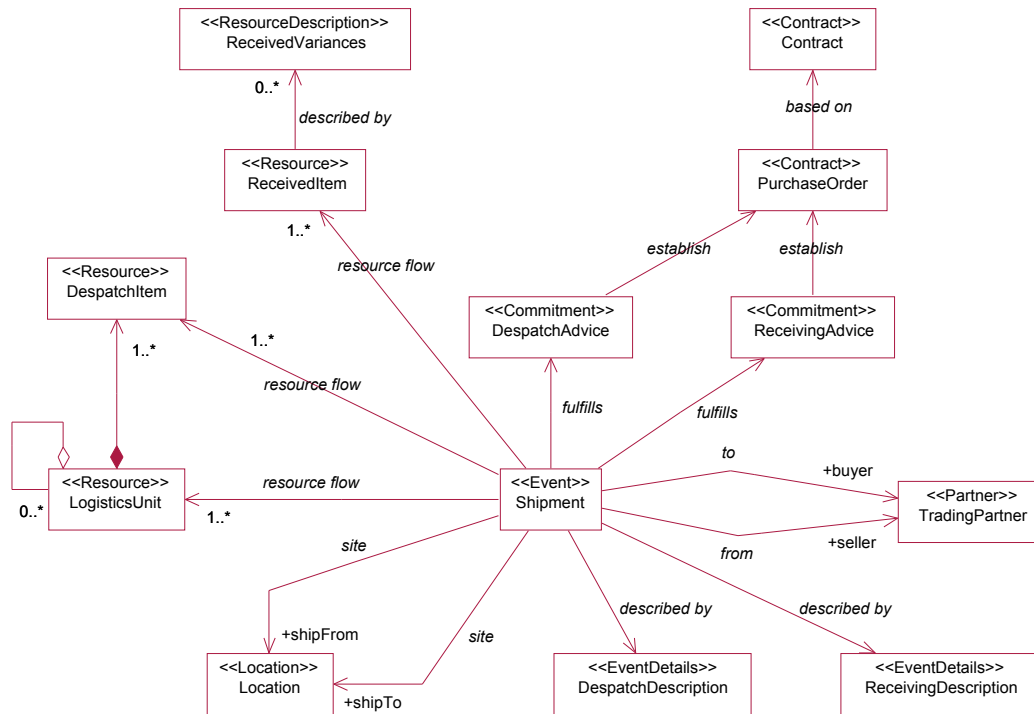 <<ResourceDescription>>
ReceivedVariances
<<Contract>>
Contract
0..*
described by
based on
<<Resource>>
ReceivedItem
<<Contract>>
PurchaseOrder
1..*
resource flow
establish
establish
<<Resource>>
DespatchItem
<<Commitment>>
DespatchAdvice
<<Commitment>>
ReceivingAdvice
1..*
1..*
resource flow
fulfills
fulfills
to
+buyer
<<Resource>>
LogisticsUnit
0..*
resource flow
1..*
<<Event>>
Shipment
<<Partner>>
TradingPartner
+seller
from
site
site
described by
described by
+shipFrom
<<Location>>
Location
+shipTo
<<EventDetails>>
DespatchDescription
<<EventDetails>>
ReceivingDescription